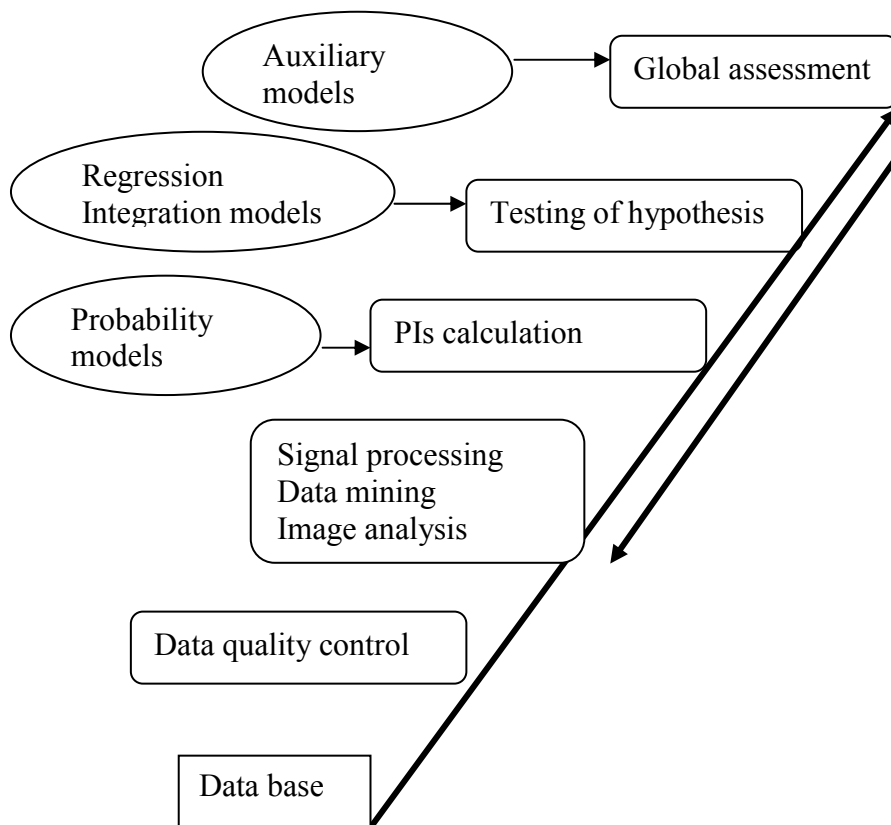 Auxiliary
models
Global assessment
Regression
Integration models
Testing of hypothesis
Probability
models
PIs calculation
Signal processing
Data mining
Image analysis
Data quality control
Data base